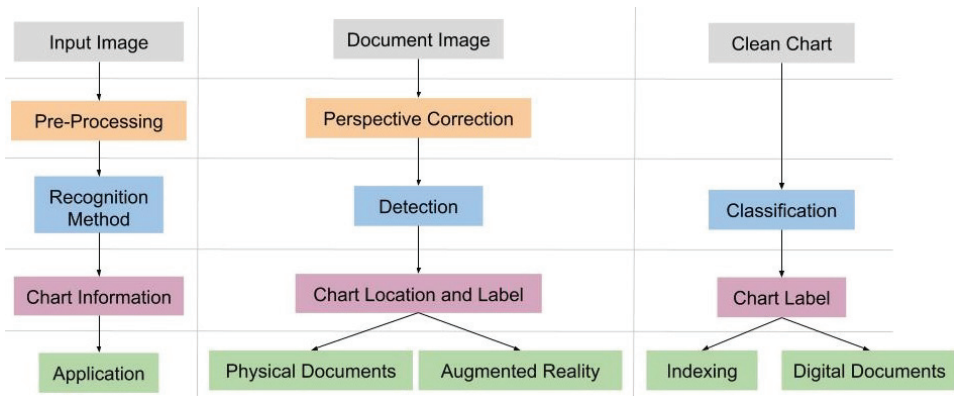 Input Image
Document Image
Clean Chart
Pre-Processing
Perspective Correction
Recognition
Method
Detection
Classification
Chart Information
Chart Location and Label
Chart Label
Application
Physical Documents
Augmented Reality
Indexing
Digital Documents